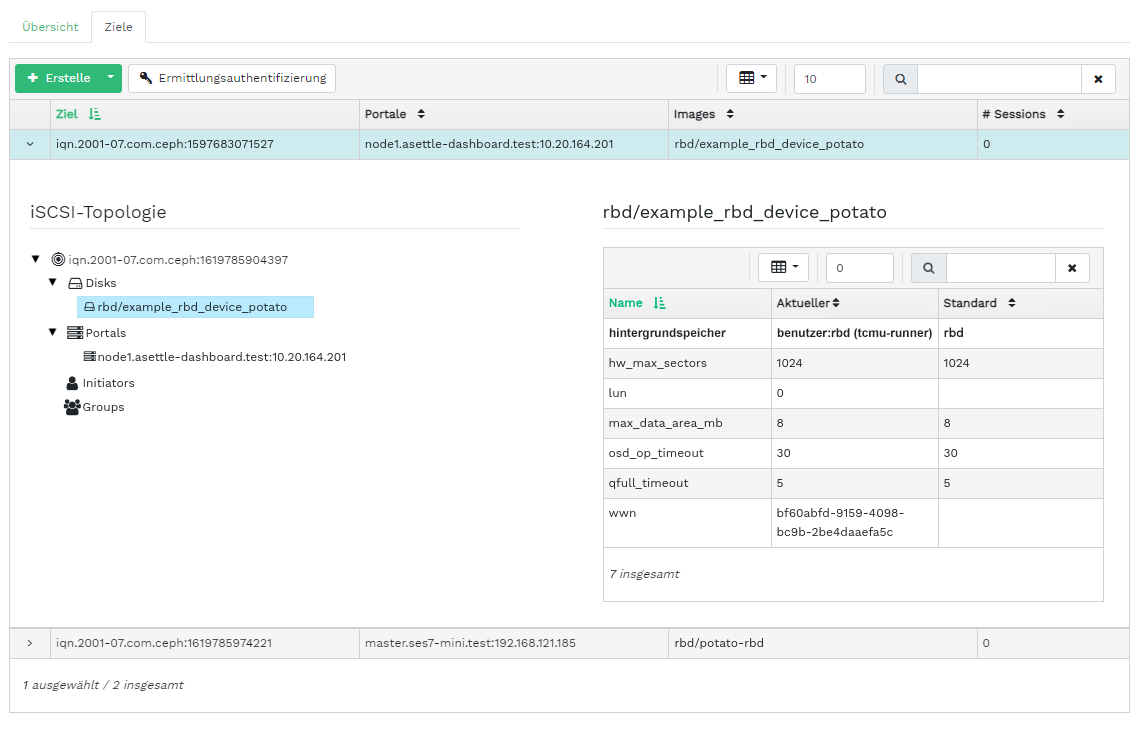 Übersicht Ziele
Erstelle Ermittlungsauthentifizierung 10
Ziel Portale Images # Sessions
iqn.2001-07.com.ceph:1597683071527 node1.asettle-dashboard.test:10.20.164.201 rbd/example_rbd_device_potato 0
iSCSI-Topologie
iqn.2001-07.com.ceph:1619785904397
Disks
rbd/example_rbd_device_potato
Portals
node1.asettle-dashboard.test:10.20.164.201
Initiators
Groups
rbd/example_rbd_device_potato
0
Name Aktueller Standard
hintergrundspeicher benutzer:rbd (tcmu-runner) rbd
hw_max_sectors 1024 1024
lun 0
max_data_area_mb 8 8
osd_op_timeout 30 30
qfull_timeout 5 5
wwn bf60abfd-9159-4098-
bc9b-2be4daaefa5c
7 insgesamt
iqn.2001-07.com.ceph:1619785974221 master.ses7-mini.test:192.168.121.185 rbd/potato-rbd 0
1 ausgewählt / 2 insgesamt